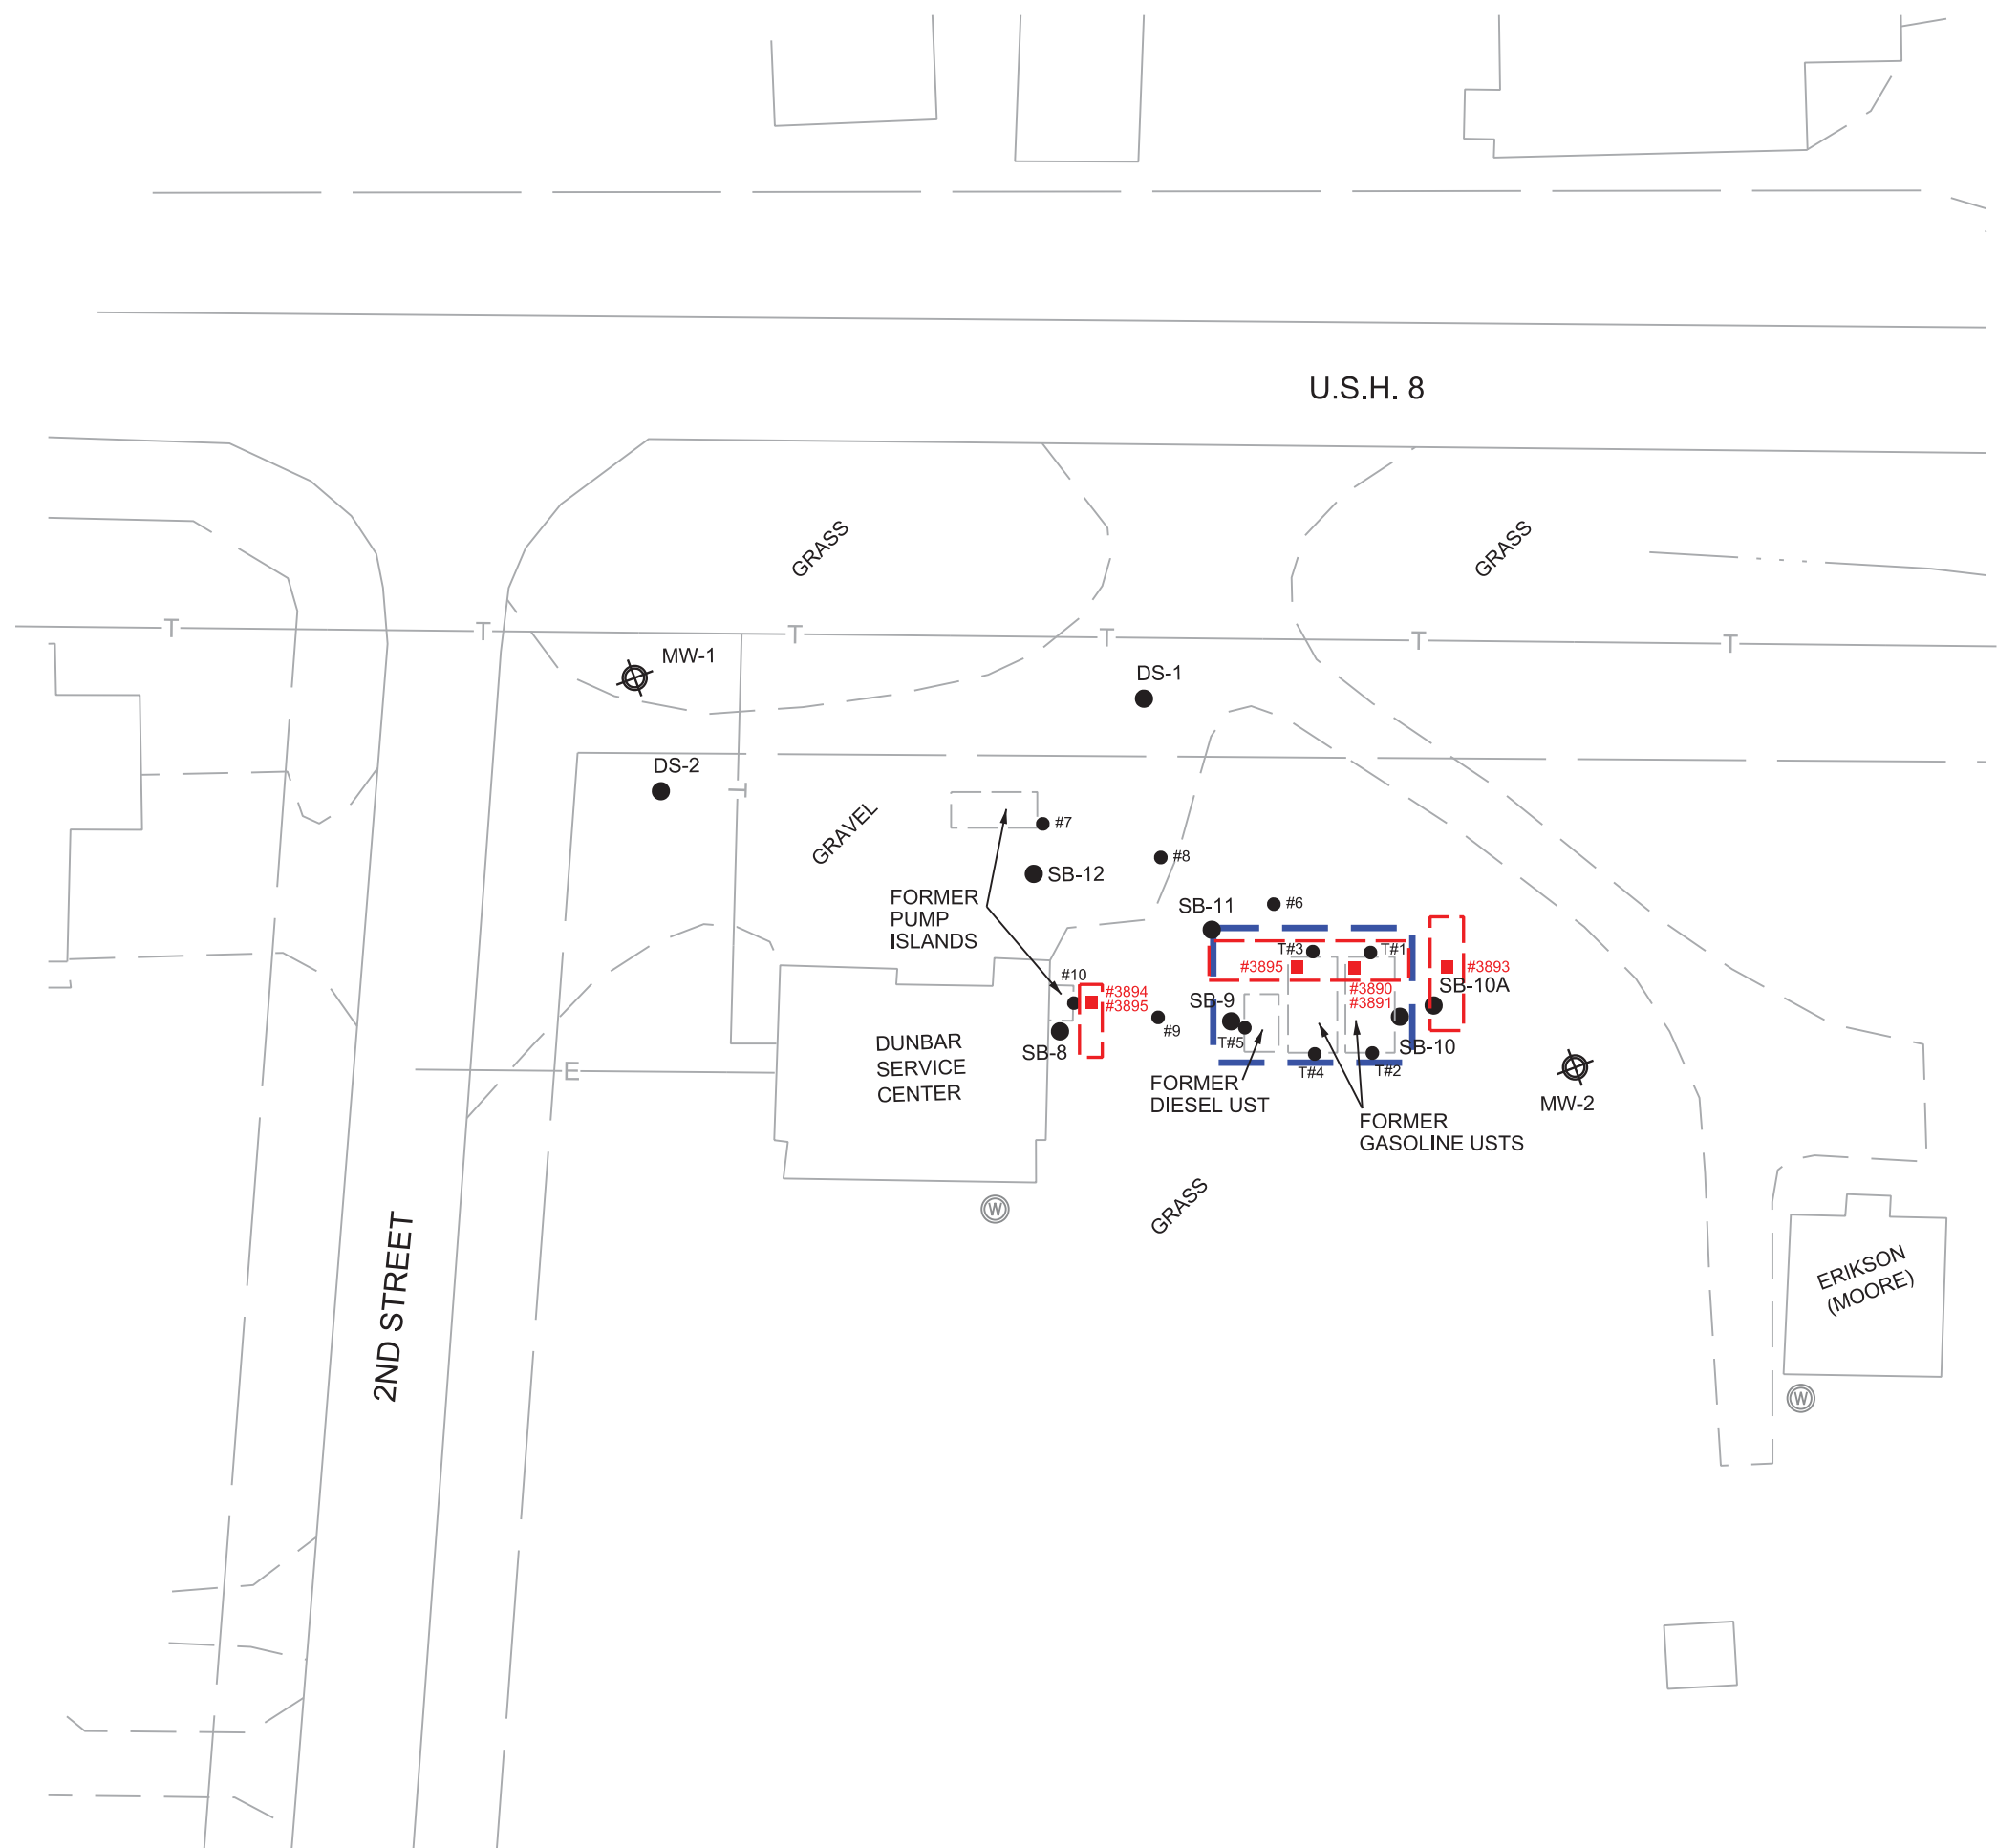 U.S.H. 8
GRASS
GRASS
T
T
T
T
T
T
MW-1
DS-1
DS-2
T
GRAVEL
#7
#8
SB-12
FORMER
PUMP
ISLANDS
SB-11
#6
T#3
T#1
#3895
#3893
#10
#3894
#3895
#3890
#3891
SB-10A
SB-9
#9
T#5
SB-8
SB-10
DUNBAR
SERVICE
CENTER
E
T#4
T#2
FORMER
DIESEL UST
MW-2
FORMER
GASOLINE USTS
W
GRASS
2ND STREET
ERIKSON
(MOORE)
W